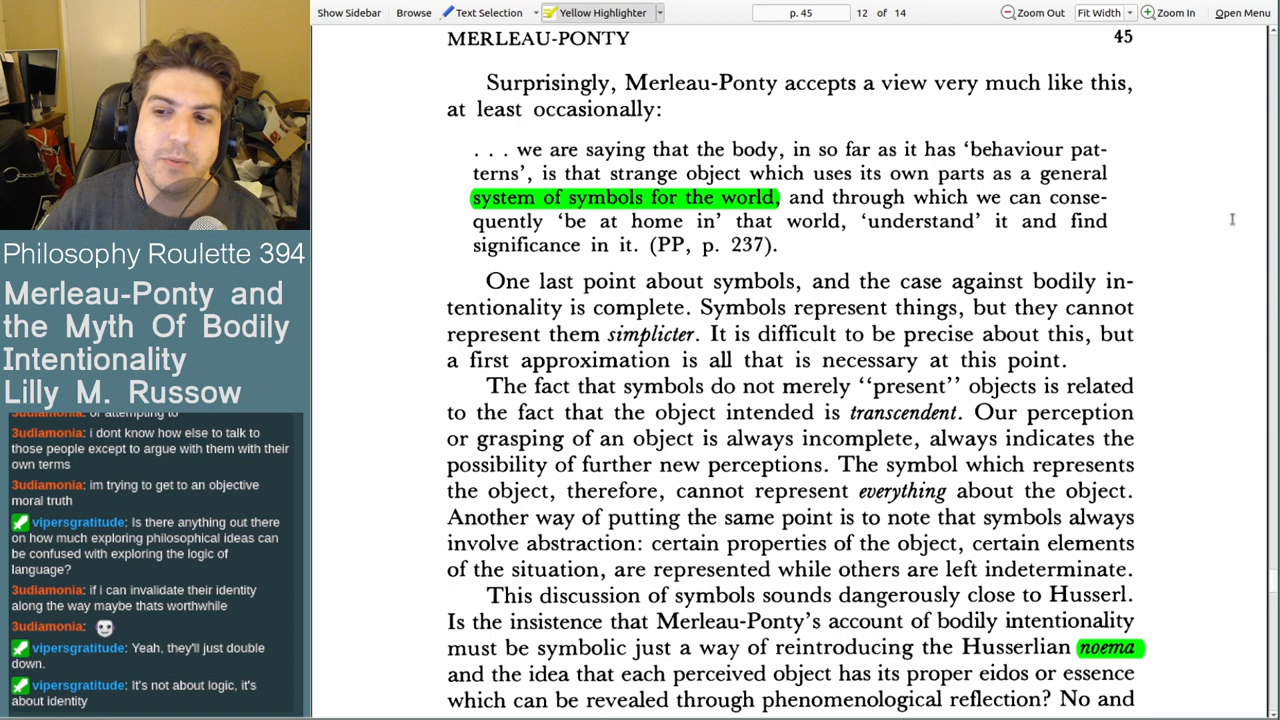 Show Sidebar Browse Text Selection Yellow Highlighter p. 45 12 of 14 Zoom Out Fit Width Zoom In Open Menu
MERLEAU-PONTY 45
Surprisingly, Merleau-Ponty accepts a view very much like this,
at least occasionally:
. . . we are saying that the body, in so far as it has ‘behaviour pat-
terns’, is that strange object which uses its own parts as a general
system of symbols for the world, and through which we can conse-
quently ‘be at home in’ that world, ‘understand’ it and find
significance in it. (PP, p. 237).
One last point about symbols, and the case against bodily in-
tentionality is complete. Symbols represent things, but they cannot
represent them simplicter. It is difficult to be precise about this, but
a first approximation is all that is necessary at this point.
The fact that symbols do not merely “present” objects is related
to the fact that the object intended is transcendent. Our perception
or grasping of an object is always incomplete, always indicates the
possibility of further new perceptions. The symbol which represents
the object, therefore, cannot represent everything about the object.
Another way of putting the same point is to note that symbols always
involve abstraction: certain properties of the object, certain elements
of the situation, are represented while others are left indeterminate.
This discussion of symbols sounds dangerously close to Husserl.
Is the insistence that Merleau-Ponty’s account of bodily intentionality
must be symbolic just a way of reintroducing the Husserlian noema
and the idea that each perceived object has its proper eidos or essence
which can be revealed through phenomenological reflection? No and
Philosophy Roulette 394
Merleau-Ponty and
the Myth Of Bodily
Intentionality
Lilly M. Russow
3udiamonia: or attempting to
3udiamonia: i dont know how else to talk to
those people except to argue with them with their
own terms
3udiamonia: im trying to get to an objective
moral truth
vipersgratitude: Is there anything out there
on how much exploring philosophical ideas can
be confused with exploring the logic of
language?
3udiamonia: if i can invalidate their identity
along the way maybe thats worthwhile
3udiamonia:
vipersgratitude: Yeah, they'll just double
down.
vipersgratitude: It's not about logic, it's
about identity